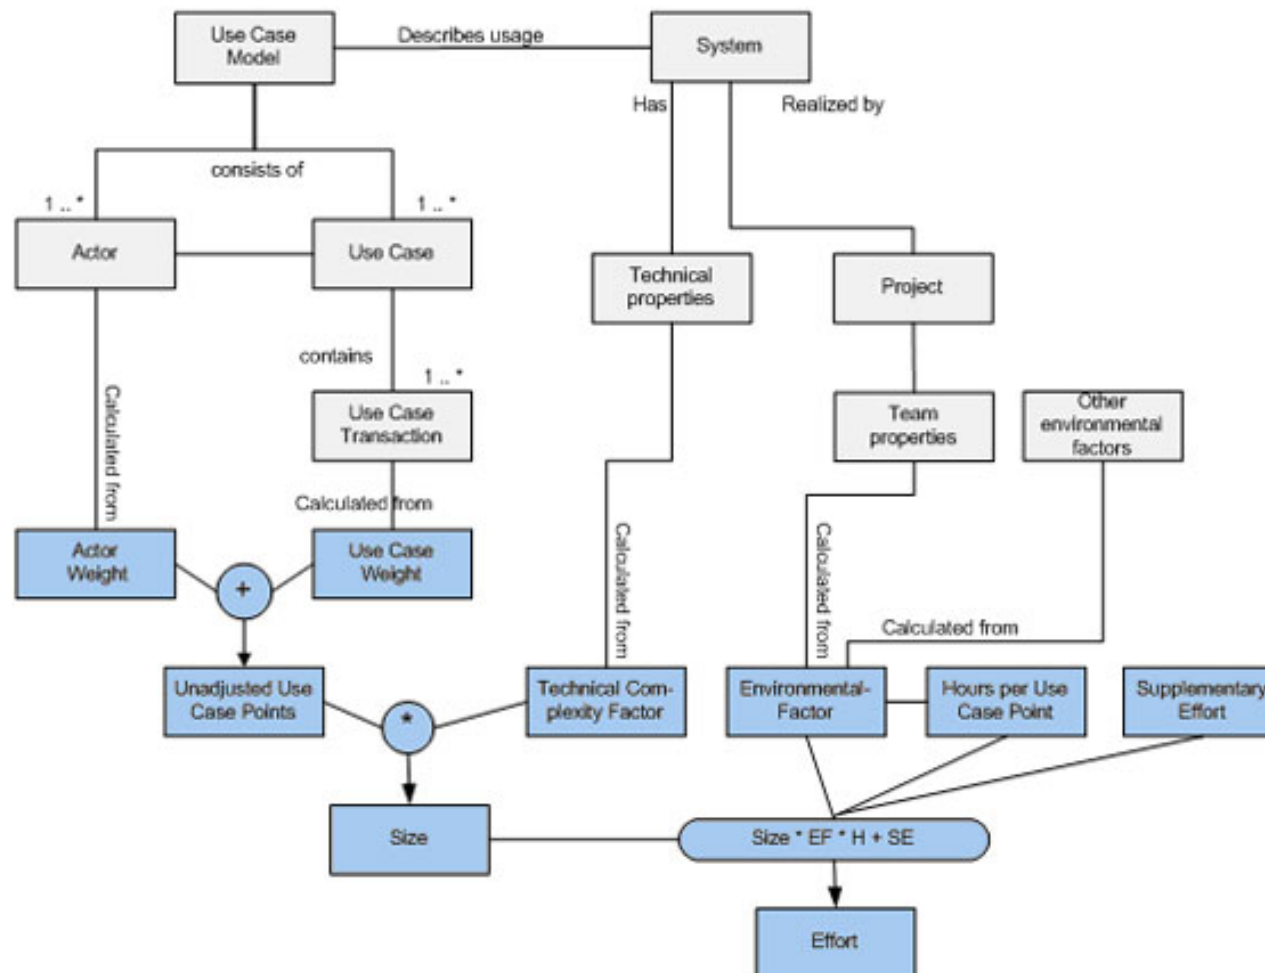 Use Case
Model
Describes usage
System
Has
Realized by
consists of
1 .. *
1 .. *
Actor
Use Case
Technical
properties
Project
contains
1 .. *
Calculated from
Use Case
Transaction
Team
properties
Other
environmental
factors
Calculated from
Actor
Weight
+
Use Case
Weight
Calculated from
Calculated from
Calculated from
Unadjusted Use
Case Points
*
Technical Com-
plexity Factor
Environmental-
Factor
Hours per Use
Case Point
Supplementary
Effort
Size
Size * EF * H + SE
Effort